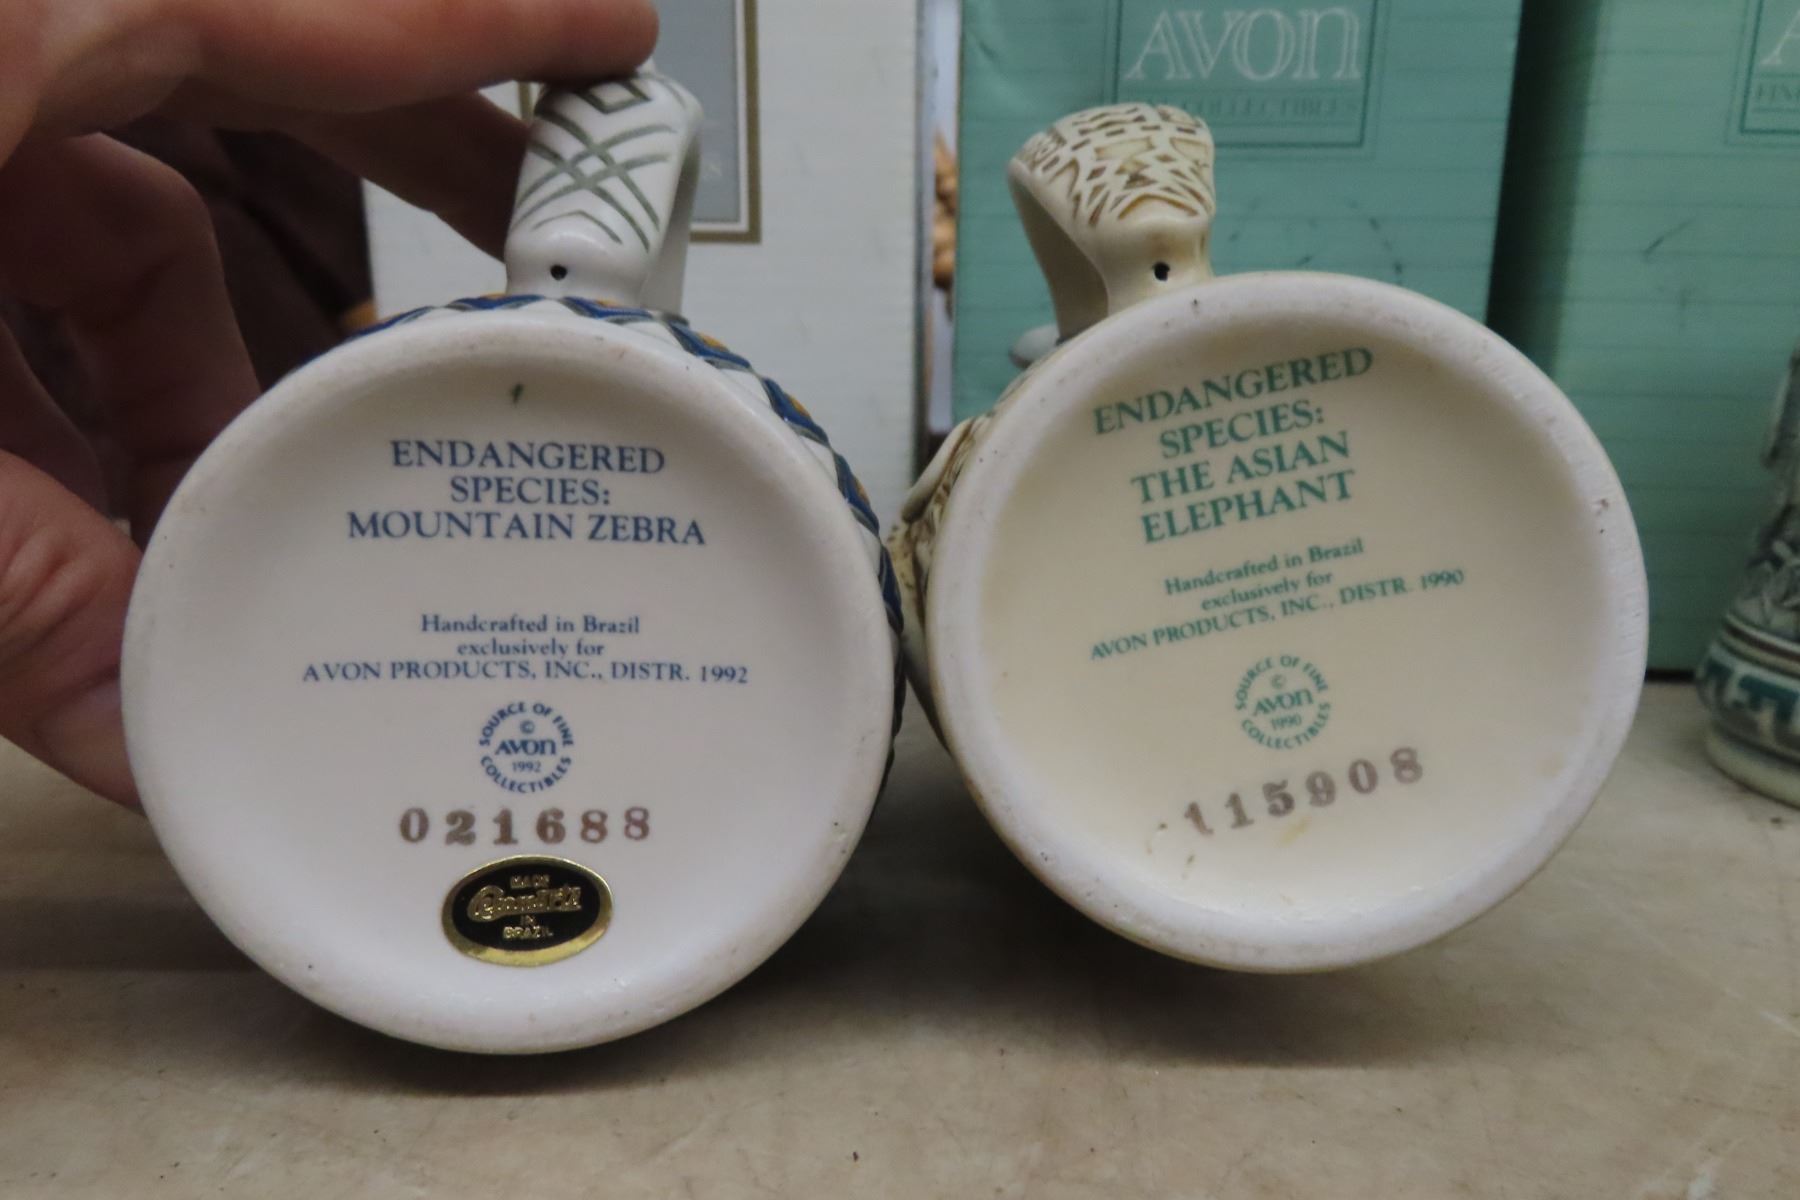 AVON
COLLECTIBLES
ENDANGERED
SPECIES:
MOUNTAIN ZEBRA
Handcrafted in Brazil
exclusively for
AVON PRODUCTS, INC., DISTR. 1992
SOURCE OF FINE
©
AVON
1992
COLLECTIBLES
021688
MADE
IN
BRAZIL
ENDANGERED
SPECIES:
THE ASIAN
ELEPHANT
Handcrafted in Brazil
exclusively for
AVON PRODUCTS, INC., DISTR. 1990
SOURCE OF FINE
©
AVON
1990
COLLECTIBLES
115908